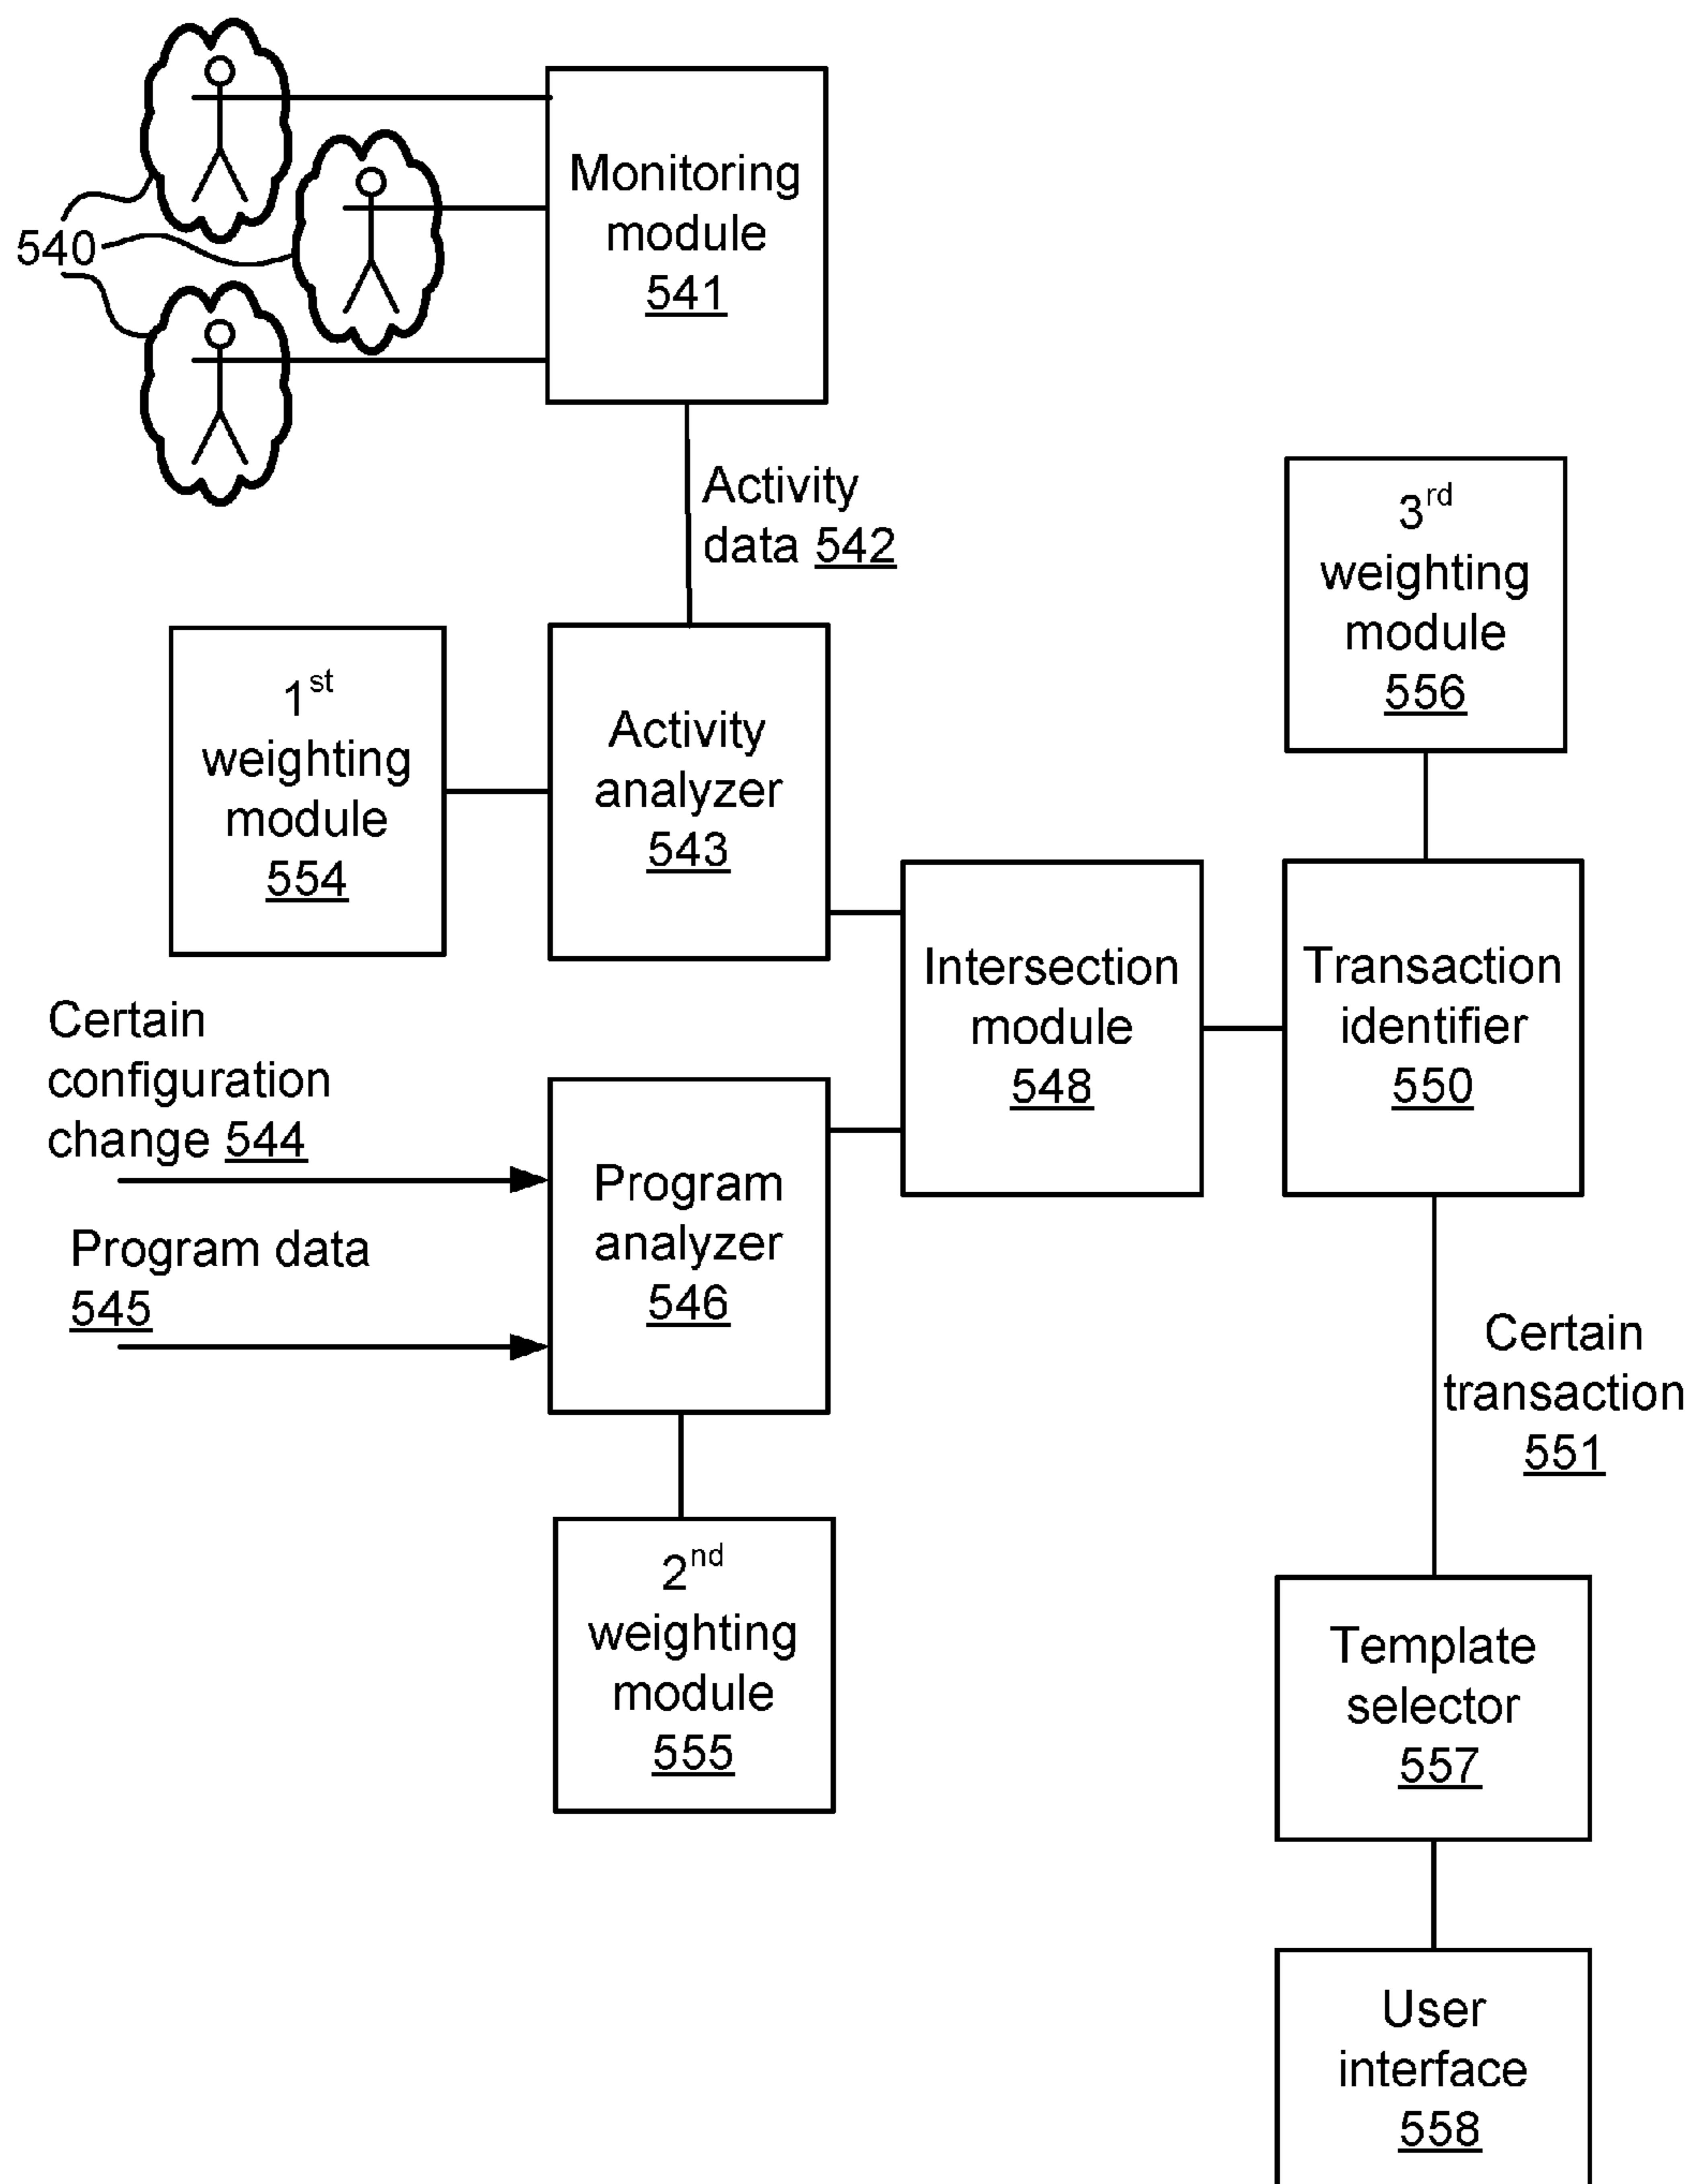 540
Monitoring
module
541
Activity
data 542
3rd
weighting
module
556
1st
weighting
module
554
Activity
analyzer
543
Intersection
module
548
Transaction
identifier
550
Certain
configuration
change 544
Program data
545
Program
analyzer
546
Certain
transaction
551
2nd
weighting
module
555
Template
selector
557
User
interface
558